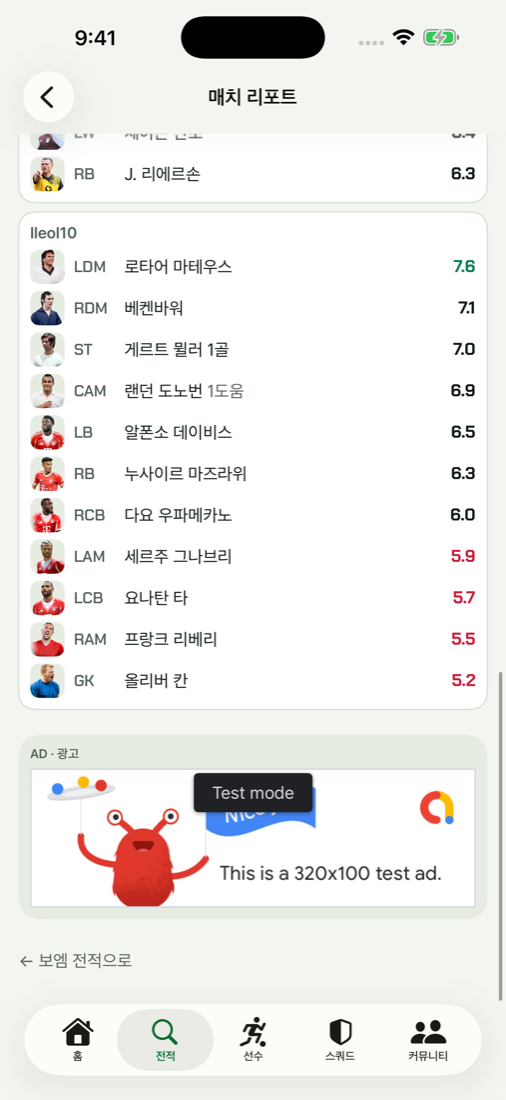 9:41
매치 리포트
RB J. 리에르손 6.3
lleol10
LDM 로타어 마테우스 7.6
RDM 베켄바워 7.1
ST 게르트 뮐러 1골 7.0
CAM 랜던 도노번 1도움 6.9
LB 알폰소 데이비스 6.5
RB 누사이르 마즈라위 6.3
RCB 다요 우파메카노 6.0
LAM 세르주 그나브리 5.9
LCB 요나탄 타 5.7
RAM 프랑크 리베리 5.5
GK 올리버 칸 5.2
AD · 광고
Test mode
This is a 320x100 test ad.
← 보엠 전적으로
홈 전적 선수 스쿼드 커뮤니티